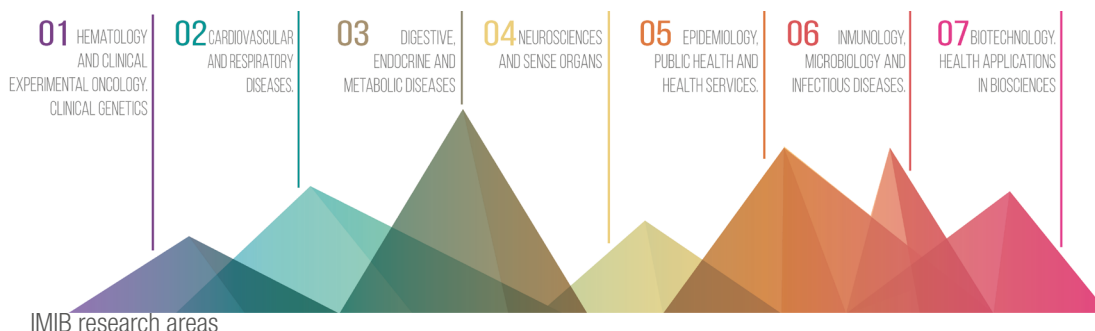 01 HEMATOLOGY
AND CLINICAL
EXPERIMENTAL ONCOLOGY.
CLINICAL GENETICS
02 CARDIOVASCULAR
AND RESPIRATORY
DISEASES.
03 DIGESTIVE,
ENDOCRINE AND
METABOLIC DISEASES
04 NEUROSCIENCES
AND SENSE ORGANS
05 EPIDEMIOLOGY,
PUBLIC HEALTH AND
HEALTH SERVICES.
06 INMUNOLOGY,
MICROBIOLOGY AND
INFECTIOUS DISEASES.
07 BIOTECHNOLOGY.
HEALTH APPLICATIONS
IN BIOSCIENCES
IMIB research areas